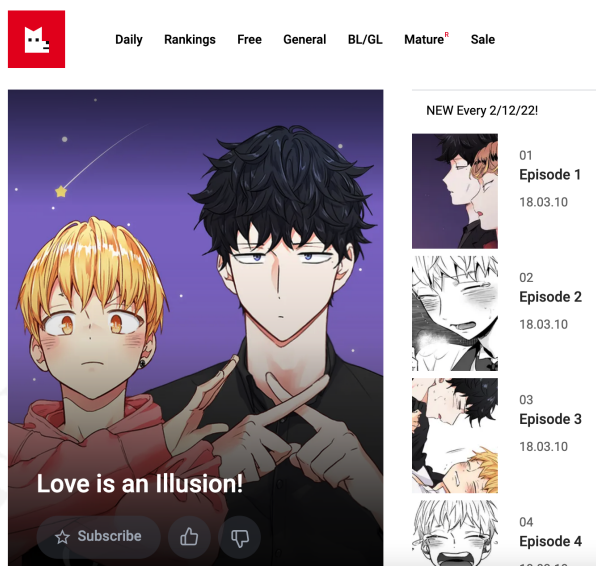 Daily Rankings Free General BL/GL Mature R Sale
NEW Every 2/12/22!
01
Episode 1
18.03.10
02
Episode 2
18.03.10
03
Episode 3
18.03.10
04
Episode 4
Love is an Illusion!
Subscribe